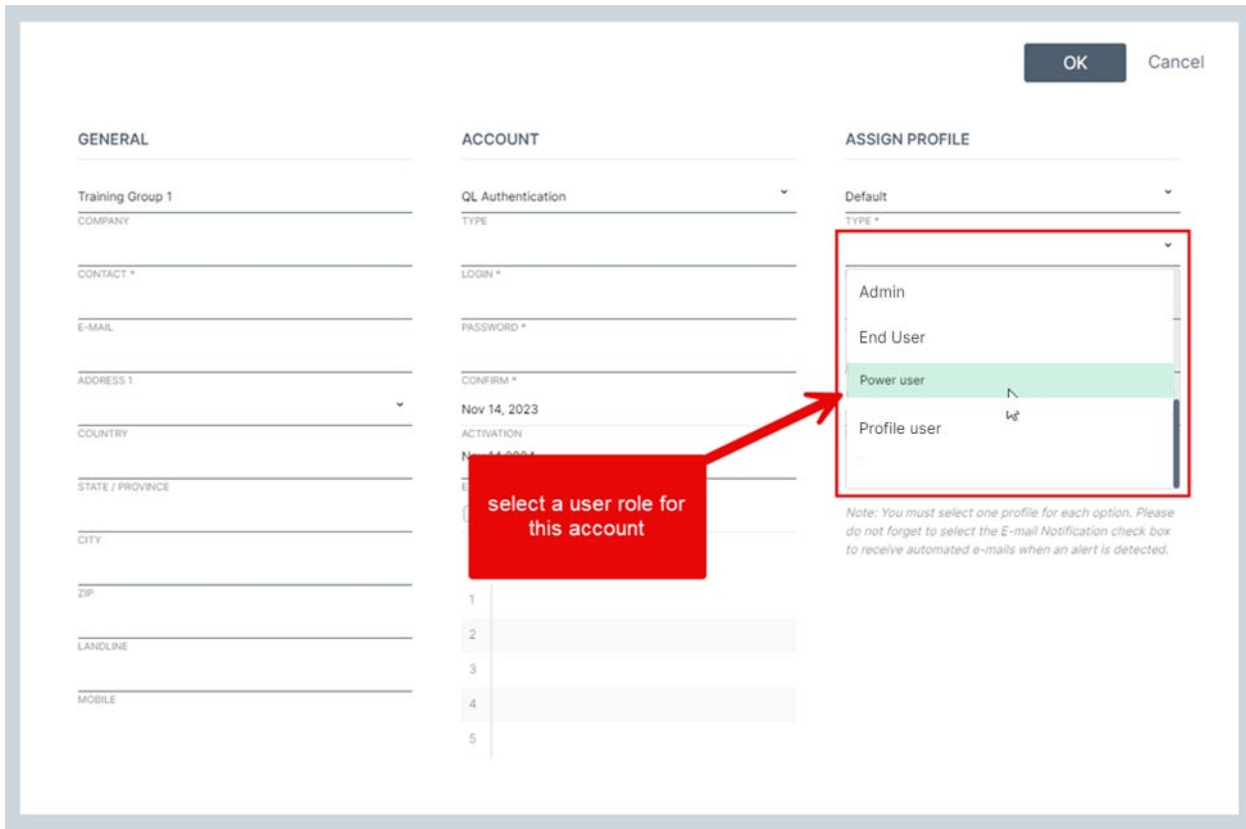 OK Cancel
GENERAL
Training Group 1
COMPANY
CONTACT *
E-MAIL
ADDRESS 1
COUNTRY
STATE / PROVINCE
CITY
ZIP
LANDLINE
MOBILE
ACCOUNT
QL Authentication
TYPE
LOGIN *
PASSWORD *
CONFIRM *
Nov 14, 2023
ACTIVATION
select a user role for
this account
1
2
3
4
5
ASSIGN PROFILE
Default
TYPE *
Admin
End User
Power user
Profile user
Note: You must select one profile for each option. Please
do not forget to select the E-mail Notification check box
to receive automated e-mails when an alert is detected.